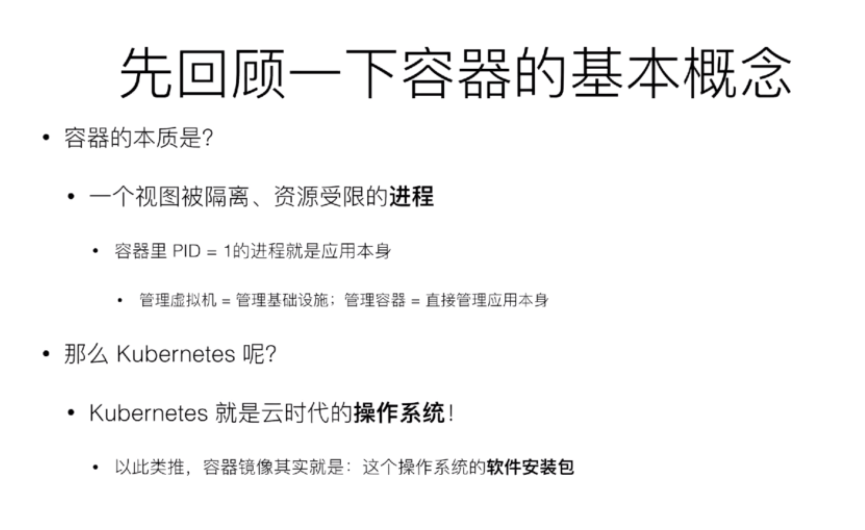 先回顾一下容器的基本概念
• 容器的本质是?
• 一个视图被隔离、资源受限的进程
• 容器里 PID = 1的进程就是应用本身
• 管理虚拟机 = 管理基础设施；管理容器 = 直接管理应用本身
• 那么 Kubernetes 呢?
• Kubernetes 就是云时代的操作系统!
• 以此类推，容器镜像其实就是：这个操作系统的软件安装包